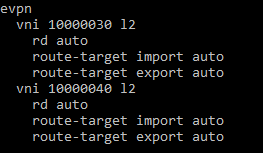 evpn
  vni 10000030 l2
    rd auto
    route-target import auto
    route-target export auto
  vni 10000040 l2
    rd auto
    route-target import auto
    route-target export auto